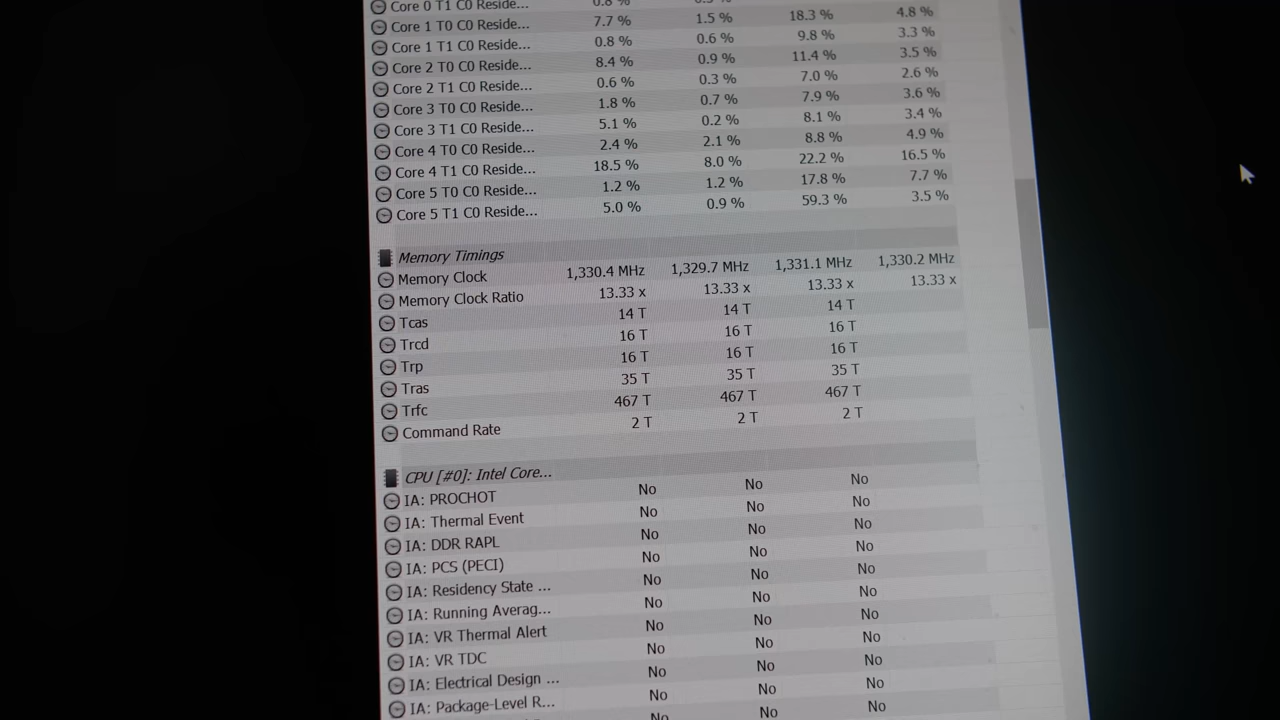 Core 0 T1 C0 Reside... 0.8 %
Core 1 T0 C0 Reside... 7.7 % 1.5 % 18.3 % 4.8 %
Core 1 T1 C0 Reside... 0.8 % 0.6 % 9.8 % 3.3 %
Core 2 T0 C0 Reside... 8.4 % 0.9 % 11.4 % 3.5 %
Core 2 T1 C0 Reside... 0.6 % 0.3 % 7.0 % 2.6 %
Core 3 T0 C0 Reside... 1.8 % 0.7 % 7.9 % 3.6 %
Core 3 T1 C0 Reside... 5.1 % 0.2 % 8.1 % 3.4 %
Core 4 T0 C0 Reside... 2.4 % 2.1 % 8.8 % 4.9 %
Core 4 T1 C0 Reside... 18.5 % 8.0 % 22.2 % 16.5 %
Core 5 T0 C0 Reside... 1.2 % 1.2 % 17.8 % 7.7 %
Core 5 T1 C0 Reside... 5.0 % 0.9 % 59.3 % 3.5 %
Memory Timings
Memory Clock 1,330.4 MHz 1,329.7 MHz 1,331.1 MHz 1,330.2 MHz
Memory Clock Ratio 13.33 x 13.33 x 13.33 x 13.33 x
Tcas 14 T 14 T 14 T
Trcd 16 T 16 T 16 T
Trp 16 T 16 T 16 T
Tras 35 T 35 T 35 T
Trfc 467 T 467 T 467 T
Command Rate 2 T 2 T 2 T
CPU [#0]: Intel Core...
IA: PROCHOT No No No
IA: Thermal Event No No No
IA: DDR RAPL No No No
IA: PCS (PECI) No No No
IA: Residency State ... No No No
IA: Running Averag... No No No
IA: VR Thermal Alert No No No
IA: VR TDC No No No
IA: Electrical Design ... No No No
IA: Package-Level R... No No No
No No No